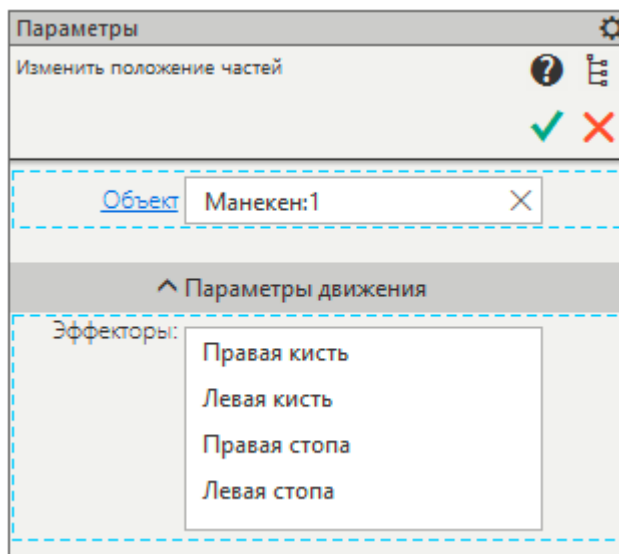 Параметры
Изменить положение частей
Объект Манекен:1
Параметры движения
Эффекторы:
Правая кисть
Левая кисть
Правая стопа
Левая стопа